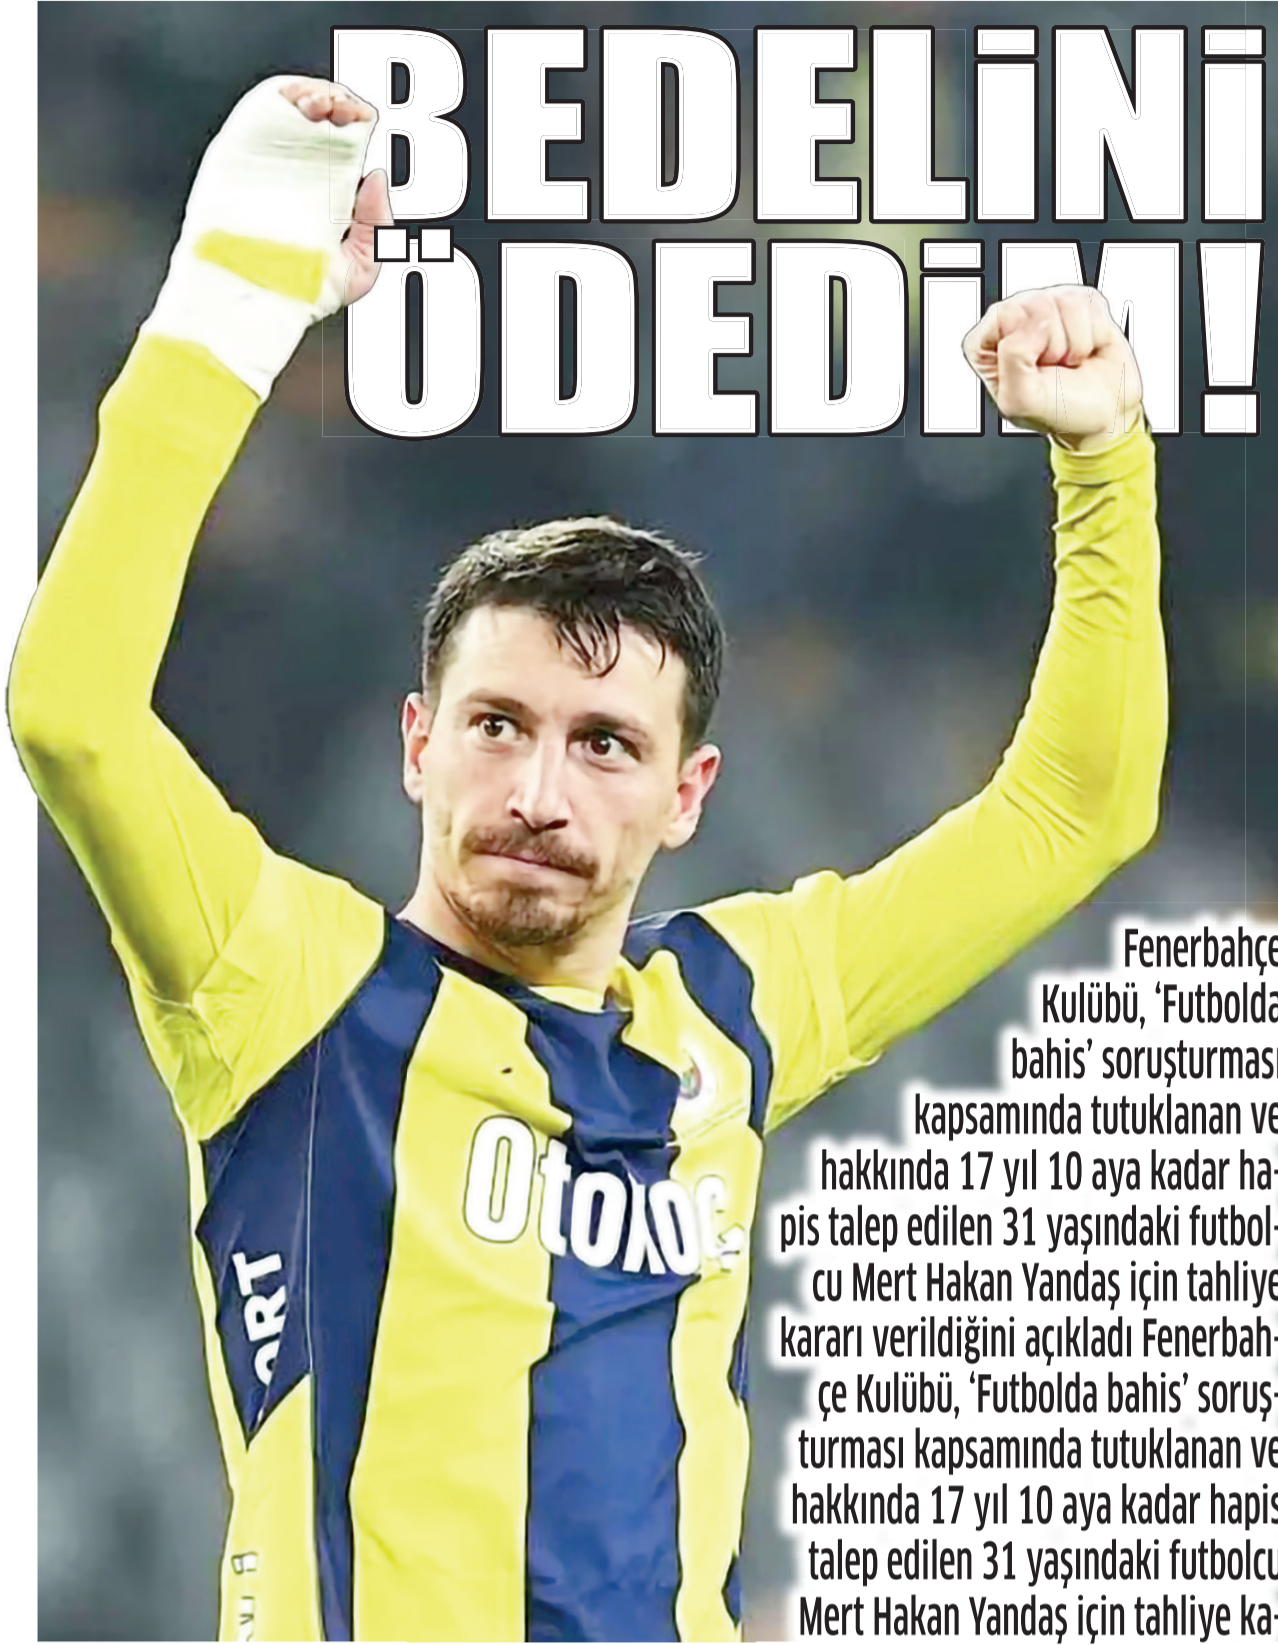 BEDELİNİ
ÖDEDİM!
Fenerbahçe
Kulübü, ‘Futbolda
bahis’ soruşturması
kapsamında tutuklanan ve
hakkında 17 yıl 10 aya kadar ha-
pis talep edilen 31 yaşındaki futbol-
cu Mert Hakan Yandaş için tahliye
kararı verildiğini açıkladı Fenerbah-
çe Kulübü, ‘Futbolda bahis’ soruş-
turması kapsamında tutuklanan ve
hakkında 17 yıl 10 aya kadar hapis
talep edilen 31 yaşındaki futbolcu
Mert Hakan Yandaş için tahliye ka-
Otokoç